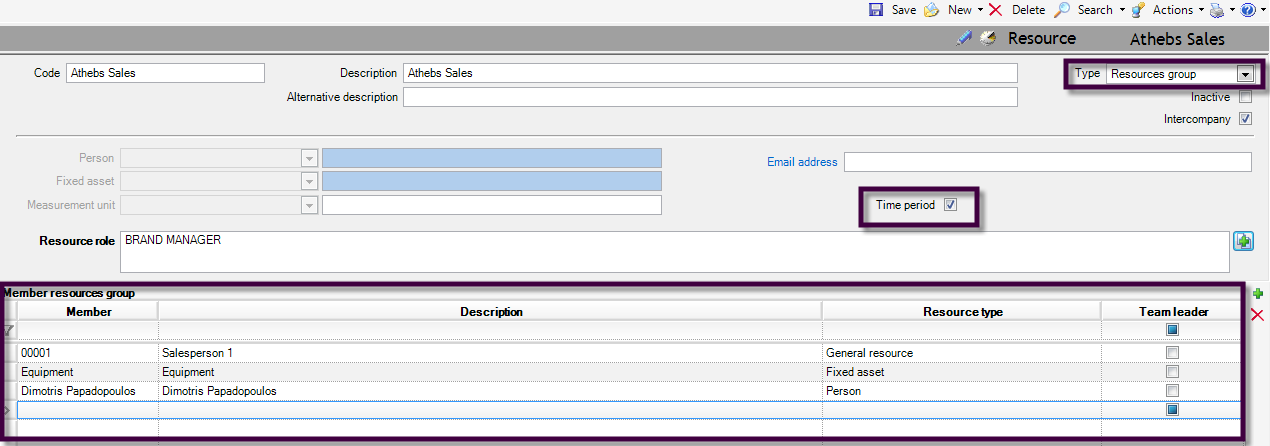 Save New Delete Search Actions
Resource Athebs Sales
Code Athebs Sales Description Athebs Sales Type Resources group
Alternative description Inactive
Intercompany
Person Email address
Fixed asset
Measurement unit Time period
Resource role BRAND MANAGER
Member resources group
Member Description Resource type Team leader
00001 Salesperson 1 General resource
Equipment Equipment Fixed asset
Dimotris Papadopoulos Dimotris Papadopoulos Person